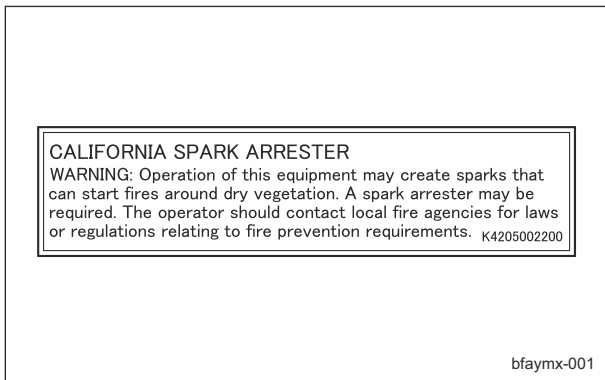 CALIFORNIA SPARK ARRESTER
WARNING: Operation of this equipment may create sparks that
can start fires around dry vegetation. A spark arrester may be
required. The operator should contact local fire agencies for laws
or regulations relating to fire prevention requirements. K4205002200
bfaymx-001